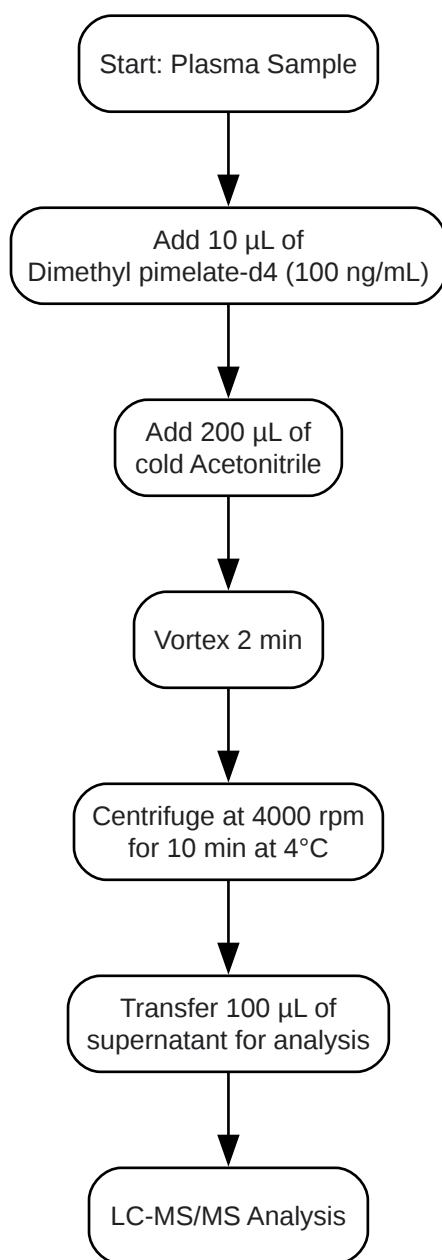 Start: Plasma Sample
Add 10 µL of
Dimethyl pimelate-d4 (100 ng/mL)
Add 200 µL of
cold Acetonitrile
Vortex 2 min
Centrifuge at 4000 rpm
for 10 min at 4°C
Transfer 100 µL of
supernatant for analysis
LC-MS/MS Analysis